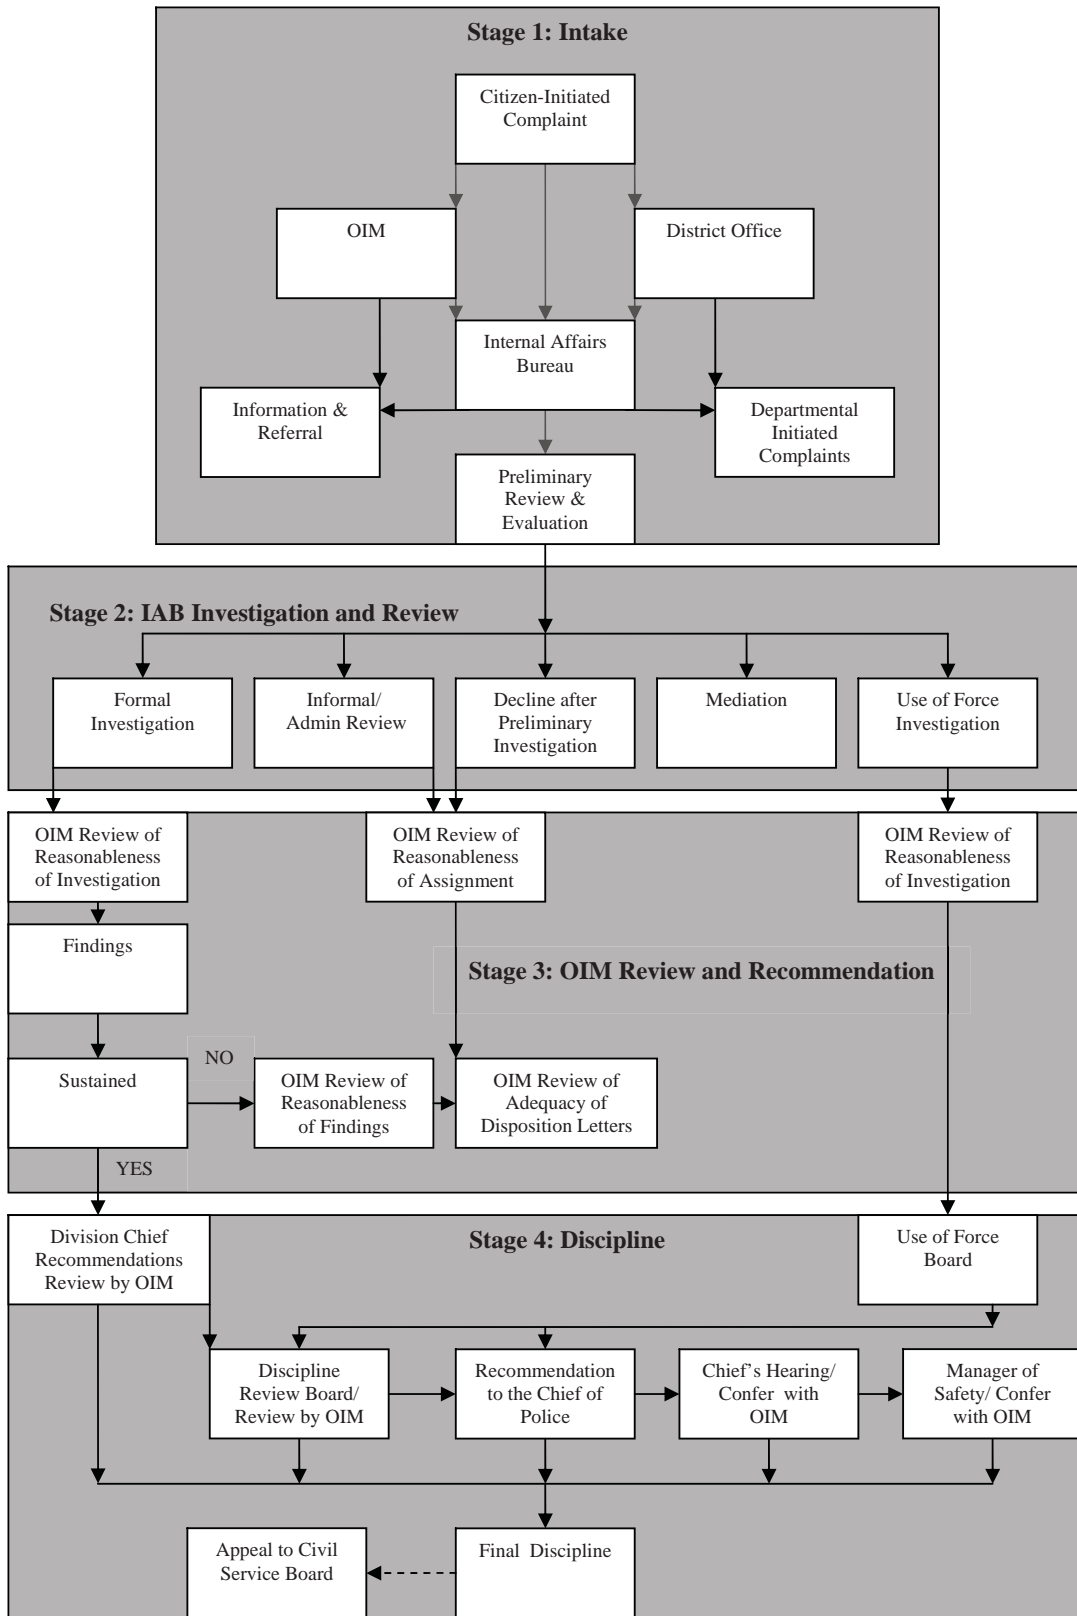 Stage 1: Intake
Citizen-Initiated
Complaint
OIM
District Office
Internal Affairs
Bureau
Information &
Referral
Departmental
Initiated
Complaints
Preliminary
Review &
Evaluation
Stage 2: IAB Investigation and Review
Formal
Investigation
Informal/
Admin Review
Decline after
Preliminary
Investigation
Mediation
Use of Force
Investigation
OIM Review of
Reasonableness
of Investigation
OIM Review of
Reasonableness
of Assignment
OIM Review of
Reasonableness
of Investigation
Findings
Stage 3: OIM Review and Recommendation
Sustained
NO
OIM Review of
Reasonableness
of Findings
OIM Review of
Adequacy of
Disposition Letters
YES
Division Chief
Recommendations
Review by OIM
Stage 4: Discipline
Use of Force
Board
Discipline
Review Board/
Review by OIM
Recommendation
to the Chief of
Police
Chief's Hearing/
Confer with
OIM
Manager of
Safety/ Confer
with OIM
Appeal to Civil
Service Board
Final Discipline